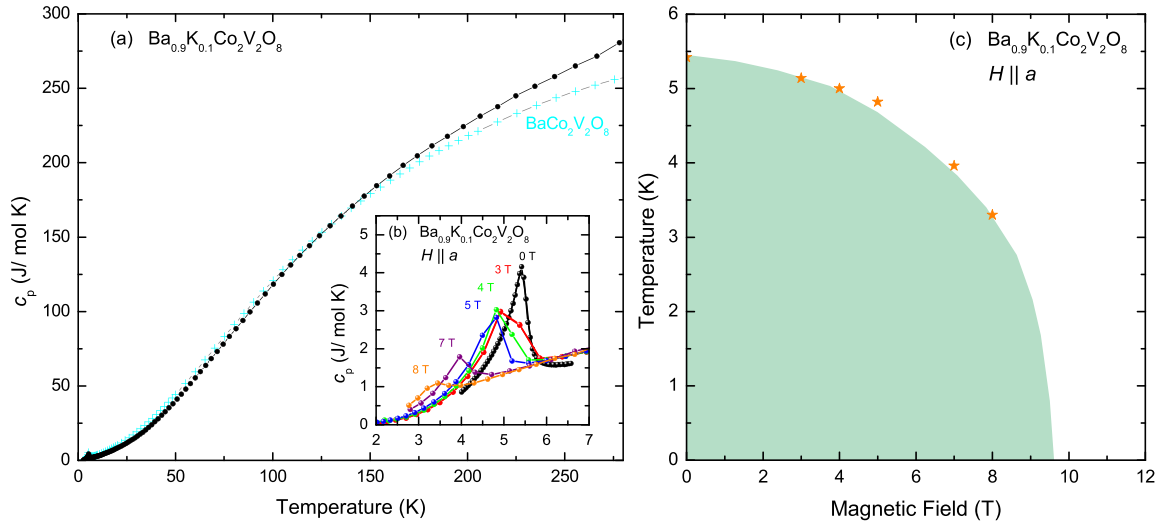 (a) Ba₀.₉K₀.₁Co₂V₂O₈
300
250
200
150
100
50
0
cₚ (J/ mol K)
BaCo₂V₂O₈
0 50 100 150 200 250
Temperature (K)
(b) Ba₀.₉K₀.₁Co₂V₂O₈
H || a
5
4
3
2
1
0
cₚ (J/ mol K)
0 T
3 T
4 T
5 T
7 T
8 T
2 3 4 5 6 7
(c) Ba₀.₉K₀.₁Co₂V₂O₈
H || a
6
5
4
3
2
1
0
Temperature (K)
0 2 4 6 8 10 12
Magnetic Field (T)